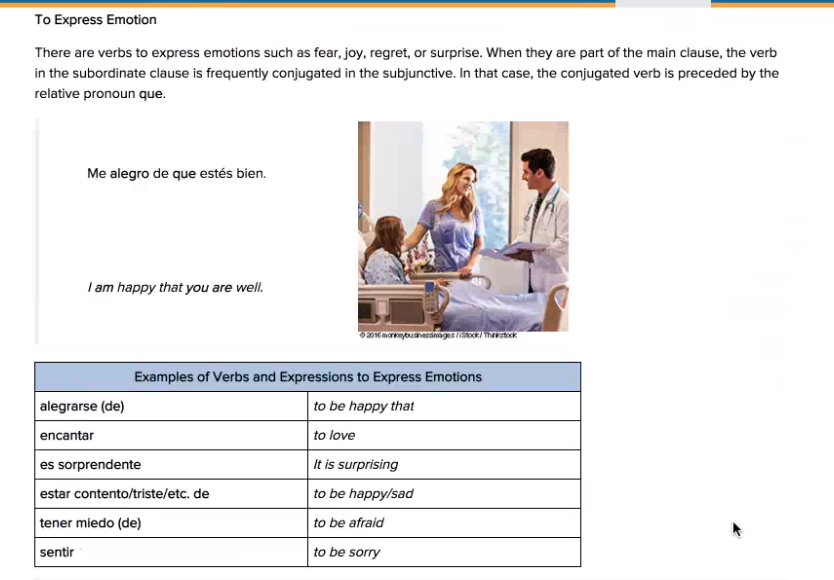 To Express Emotion
There are verbs to express emotions such as fear, joy, regret, or surprise. When they are part of the main clause, the verb
in the subordinate clause is frequently conjugated in the subjunctive. In that case, the conjugated verb is preceded by the
relative pronoun que.
Me alegro de que estés bien.
I am happy that you are well.
© 2016 monkeybusinessimages / iStock/ Thinkstock
Examples of Verbs and Expressions to Express Emotions
alegrarse (de) to be happy that
encantar to love
es sorprendente It is surprising
estar contento/triste/etc. de to be happy/sad
tener miedo (de) to be afraid
sentir to be sorry